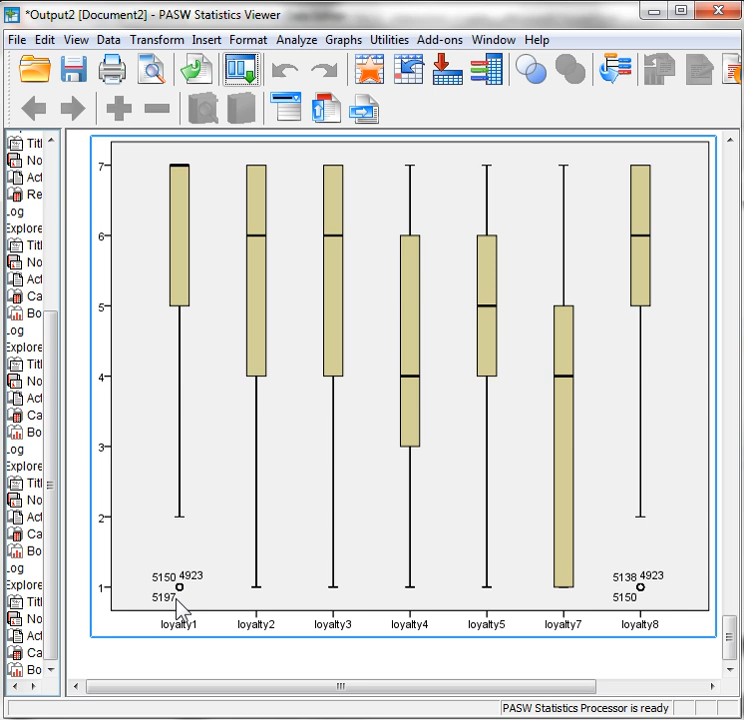 *Output2 [Document2] - PASW Statistics Viewer
File Edit View Data Transform Insert Format Analyze Graphs Utilities Add-ons Window Help
Titl
No
Act
Re
Log
Explore
Titl
No
Act
Ca
Bo
Log
Explore
Titl
No
Act
Ca
Bo
Log
Explore
Titl
No
Act
Ca
Bo
Log
Explore
Titl
No
Act
Ca
Bo
7
6
5
4
3
2
1
5150 4923
5197
5138 4923
5150
loyalty1 loyalty2 loyalty3 loyalty4 loyalty5 loyalty7 loyalty8
PASW Statistics Processor is ready